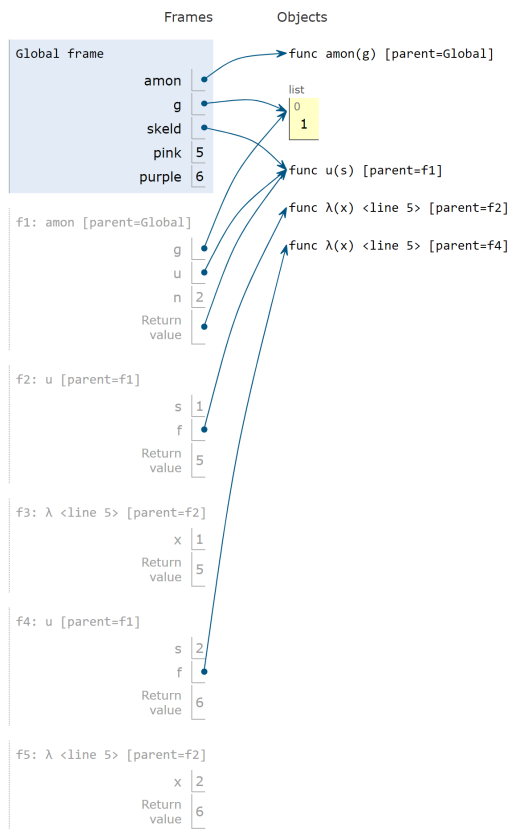 Frames Objects
Global frame
func amon(g) [parent=Global]
amon
list
g
0
1
skeld
pink 5
func u(s) [parent=f1]
purple 6
func λ(x) <line 5> [parent=f2]
f1: amon [parent=Global]
func λ(x) <line 5> [parent=f4]
g
u
n 2
Return
value
f2: u [parent=f1]
s 1
f
Return
value 5
f3: λ <line 5> [parent=f2]
x 1
Return
value 5
f4: u [parent=f1]
s 2
f
Return
value 6
f5: λ <line 5> [parent=f2]
x 2
Return
value 6